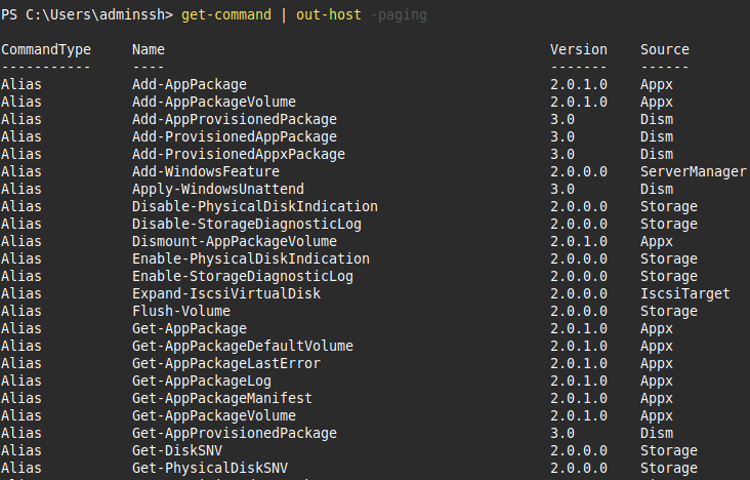 PS C:\Users\adminssh> get-command | out-host -paging
CommandType Name Version Source
----------- ---- ------- ------
Alias Add-AppPackage 2.0.1.0 Appx
Alias Add-AppPackageVolume 2.0.1.0 Appx
Alias Add-AppProvisionedPackage 3.0 Dism
Alias Add-ProvisionedAppPackage 3.0 Dism
Alias Add-ProvisionedAppxPackage 3.0 Dism
Alias Add-WindowsFeature 2.0.0.0 ServerManager
Alias Apply-WindowsUnattend 3.0 Dism
Alias Disable-PhysicalDiskIndication 2.0.0.0 Storage
Alias Disable-StorageDiagnosticLog 2.0.0.0 Storage
Alias Dismount-AppPackageVolume 2.0.1.0 Appx
Alias Enable-PhysicalDiskIndication 2.0.0.0 Storage
Alias Enable-StorageDiagnosticLog 2.0.0.0 Storage
Alias Expand-IscsiVirtualDisk 2.0.0.0 IscsiTarget
Alias Flush-Volume 2.0.0.0 Storage
Alias Get-AppPackage 2.0.1.0 Appx
Alias Get-AppPackageDefaultVolume 2.0.1.0 Appx
Alias Get-AppPackageLastError 2.0.1.0 Appx
Alias Get-AppPackageLog 2.0.1.0 Appx
Alias Get-AppPackageManifest 2.0.1.0 Appx
Alias Get-AppPackageVolume 2.0.1.0 Appx
Alias Get-AppProvisionedPackage 3.0 Dism
Alias Get-DiskSNV 2.0.0.0 Storage
Alias Get-PhysicalDiskSNV 2.0.0.0 Storage